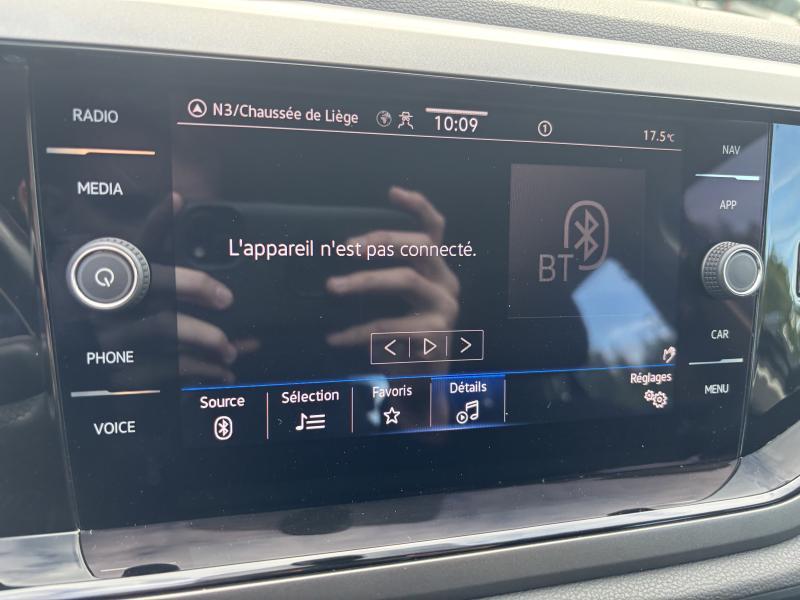 RADIO
MEDIA
PHONE
VOICE
N3/Chaussée de Liège
10:09
1
17.5°C
L'appareil n'est pas connecté.
BT
Source
Sélection
Favoris
Détails
Réglages
NAV
APP
CAR
MENU